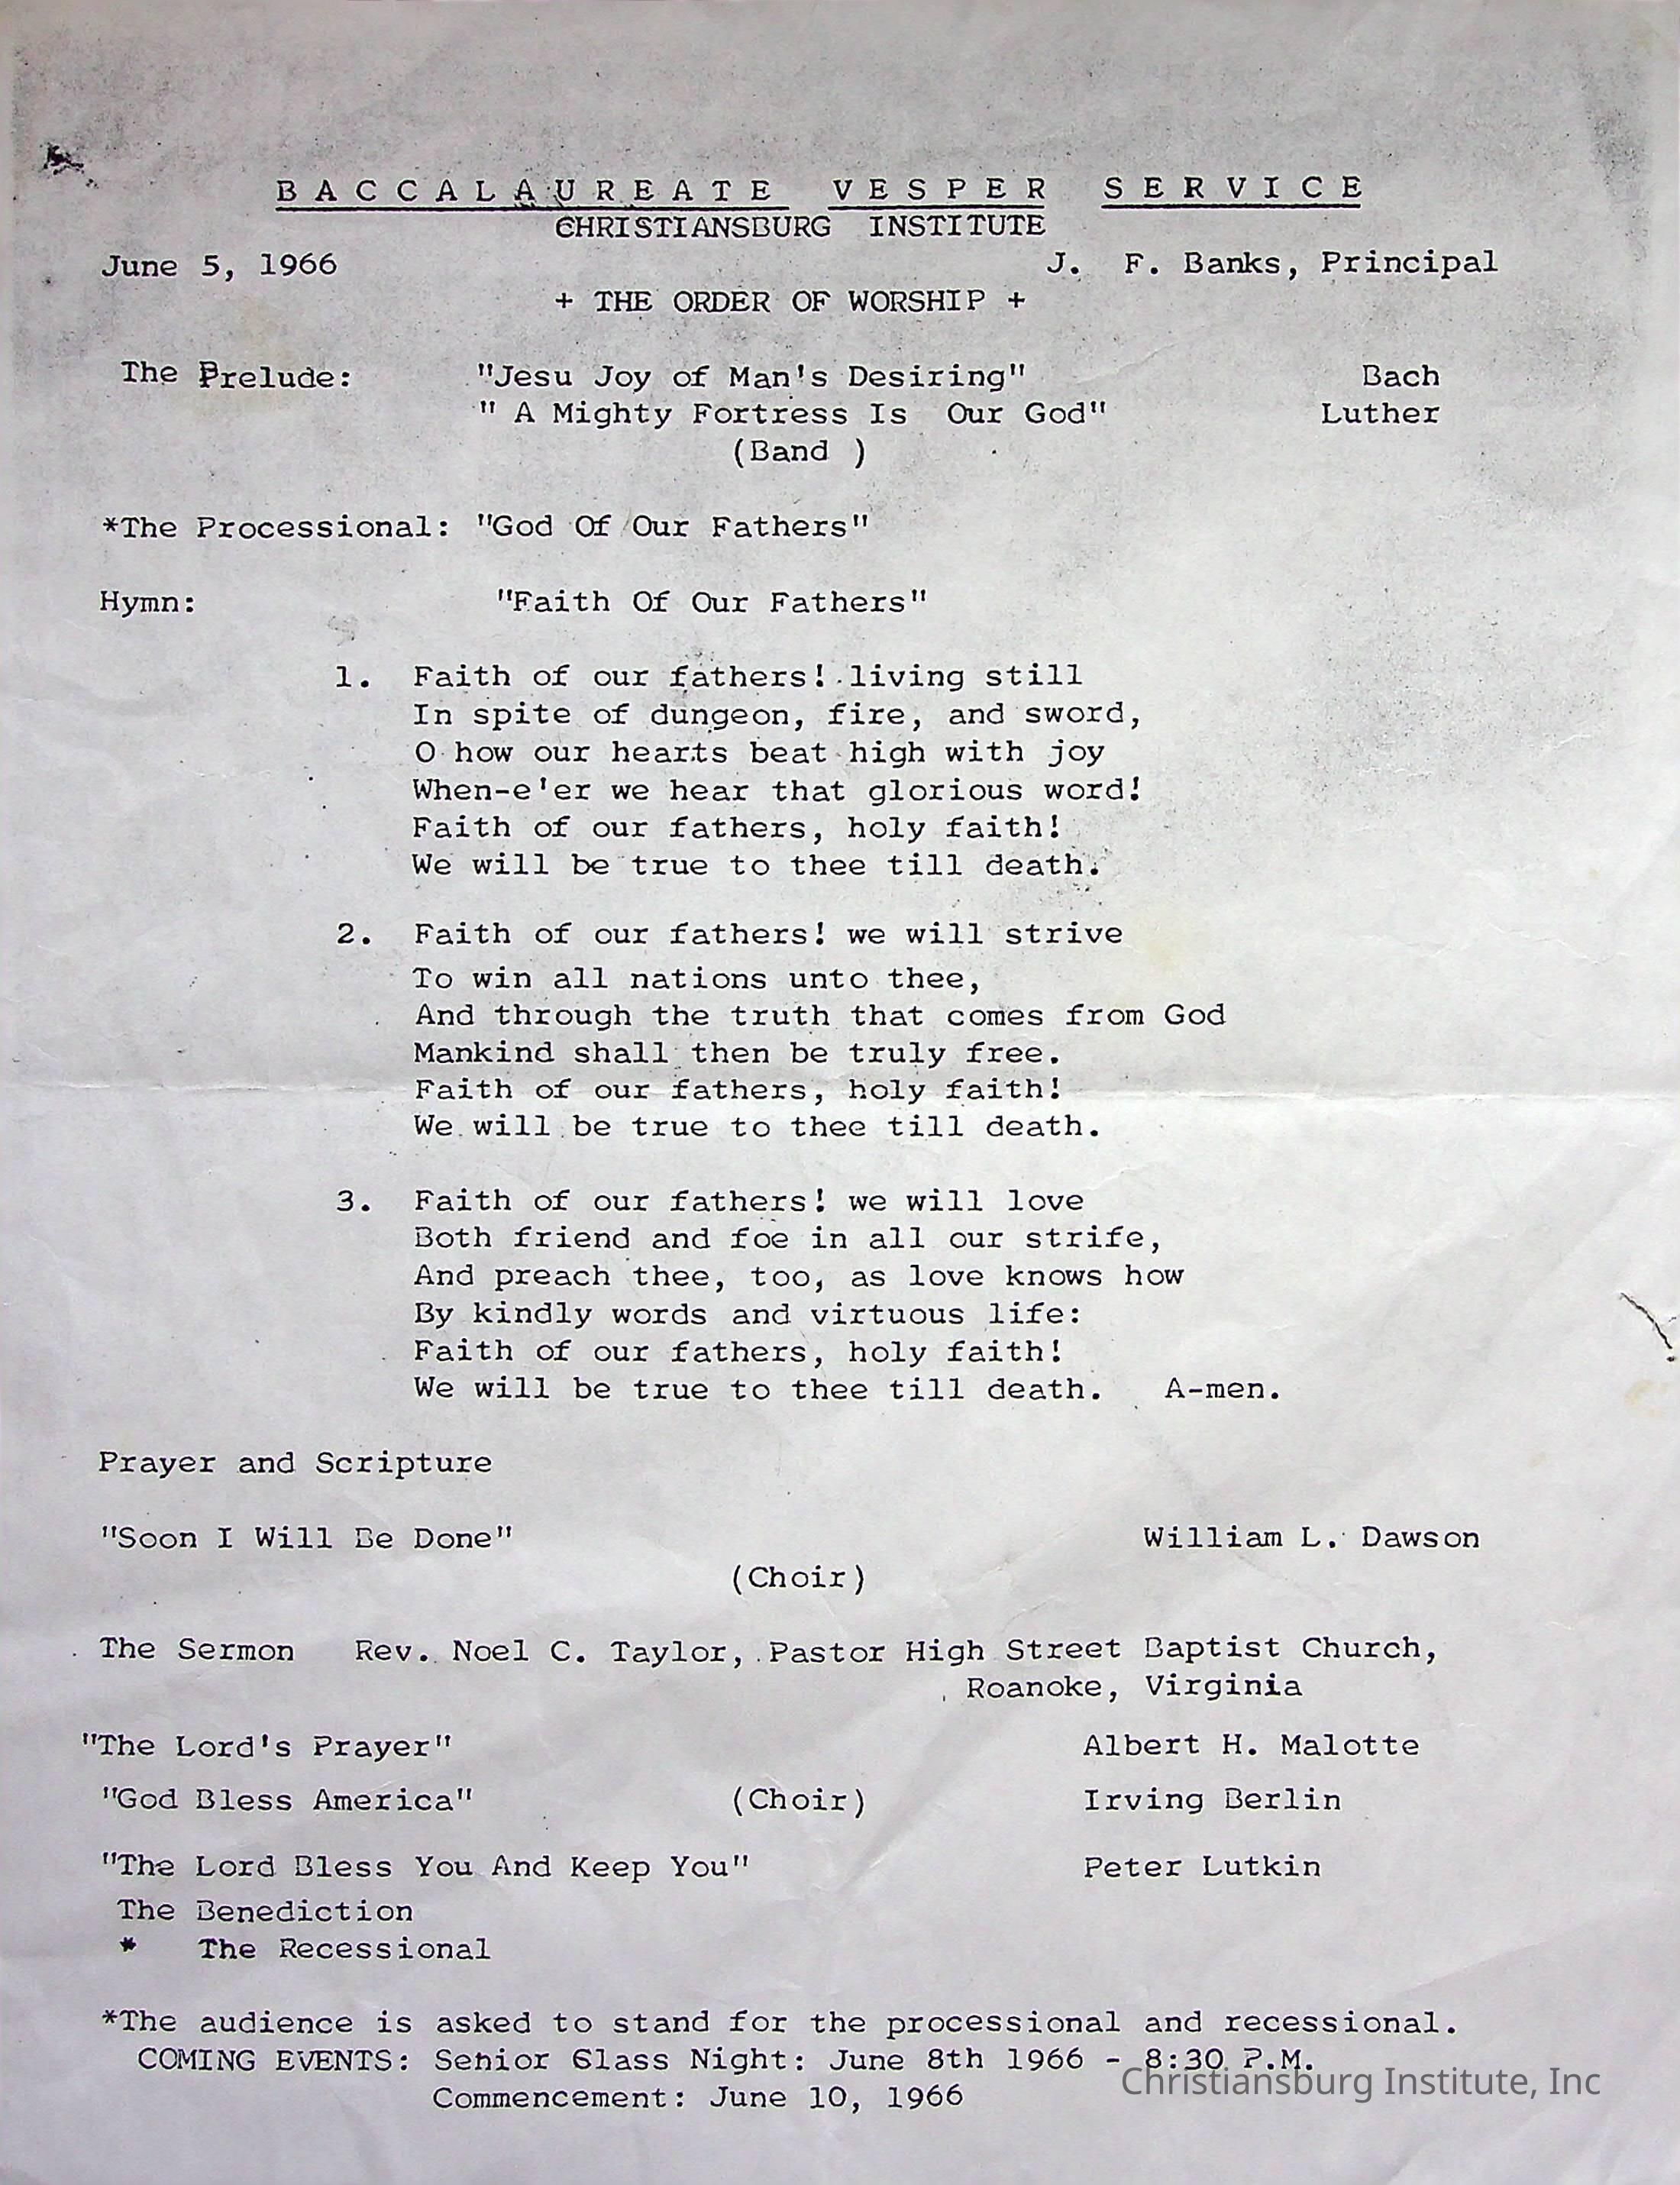 BACCALAUREATE VESPER SERVICE
CHRISTIANSBURG INSTITUTE
June 5, 1966 J. F. Banks, Principal
+ THE ORDER OF WORSHIP +
The Prelude: "Jesu Joy of Man's Desiring" Bach
" A Mighty Fortress Is Our God" Luther
(Band )
*The Processional: "God Of Our Fathers"
Hymn: "Faith Of Our Fathers"
1. Faith of our fathers! living still
In spite of dungeon, fire, and sword,
O how our hearts beat high with joy
When-e'er we hear that glorious word!
Faith of our fathers, holy faith!
We will be true to thee till death.
2. Faith of our fathers! we will strive
To win all nations unto thee,
And through the truth that comes from God
Mankind shall then be truly free.
Faith of our fathers, holy faith!
We will be true to thee till death.
3. Faith of our fathers! we will love
Both friend and foe in all our strife,
And preach thee, too, as love knows how
By kindly words and virtuous life:
Faith of our fathers, holy faith!
We will be true to thee till death. A-men.
Prayer and Scripture
"Soon I Will Be Done" William L. Dawson
(Choir)
The Sermon Rev. Noel C. Taylor, Pastor High Street Baptist Church,
Roanoke, Virginia
"The Lord's Prayer" Albert H. Malotte
"God Bless America" (Choir) Irving Berlin
"The Lord Bless You And Keep You" Peter Lutkin
The Benediction
* The Recessional
*The audience is asked to stand for the processional and recessional.
COMING EVENTS: Senior Class Night: June 8th 1966 - 8:30 P.M.
Commencement: June 10, 1966
Christiansburg Institute, Inc